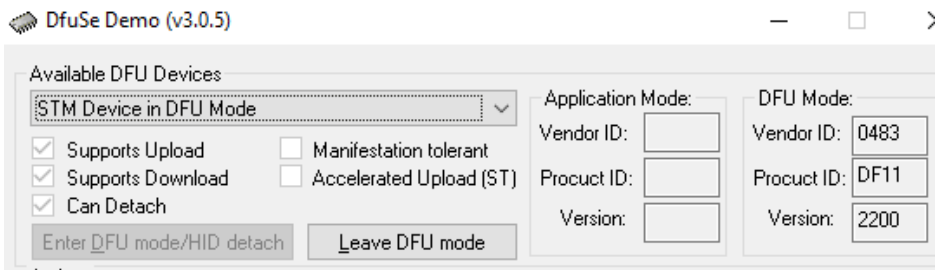 DfuSe Demo (v3.0.5)
Available DFU Devices
STM Device in DFU Mode
Supports Upload
Manifestation tolerant
Supports Download
Accelerated Upload (ST)
Can Detach
Enter DFU mode/HID detach
Leave DFU mode
Application Mode:
Vendor ID:
Procuct ID:
Version:
DFU Mode:
Vendor ID: 0483
Procuct ID: DF11
Version: 2200